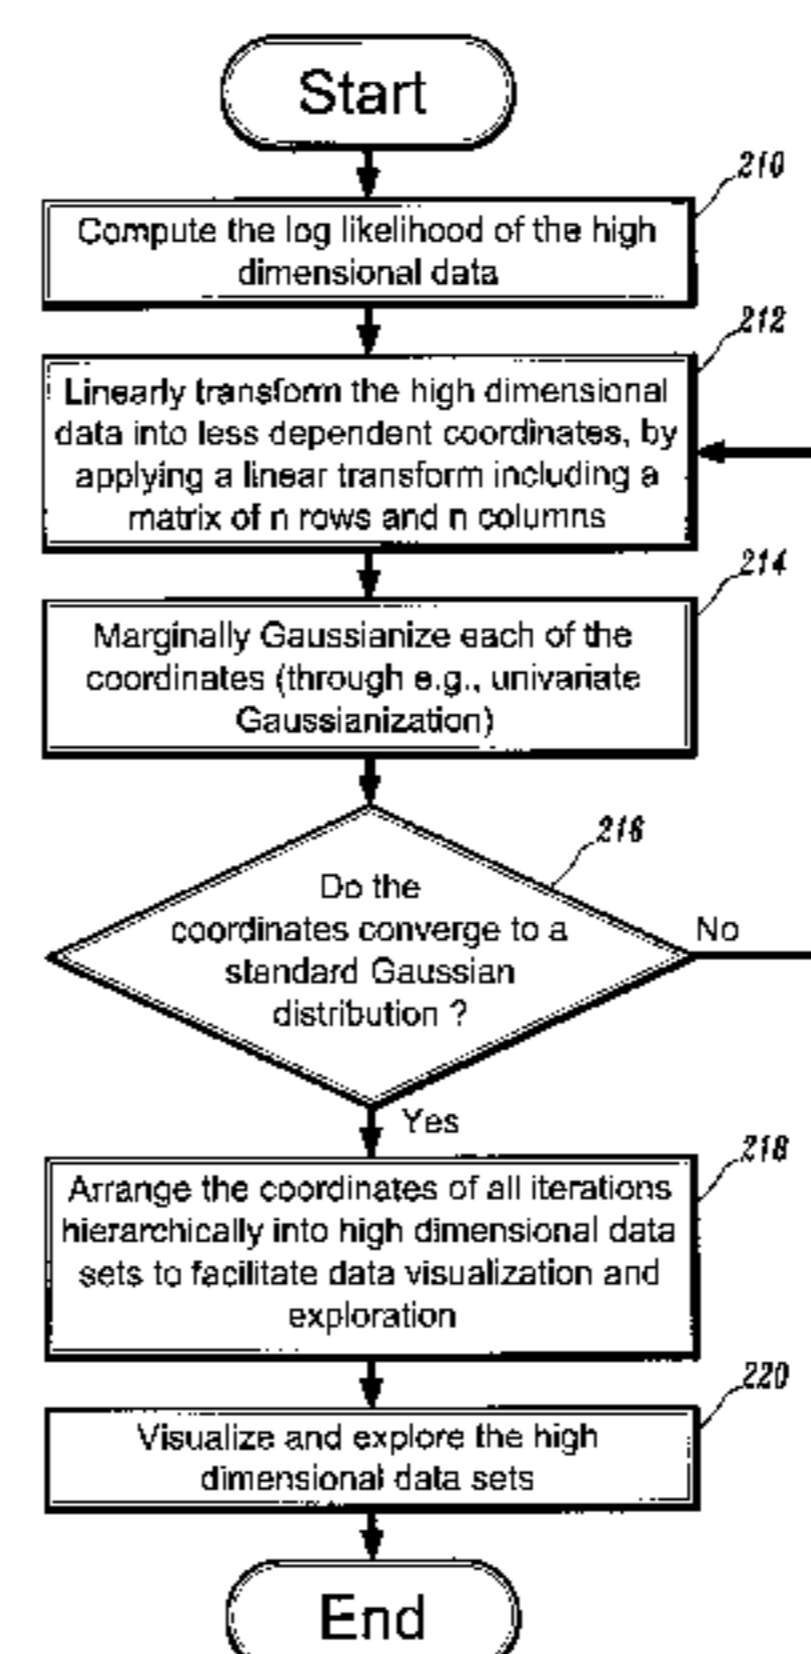 Start
210
Compute the log likelihood of the high
dimensional data
212
Linearly transform the high dimensional
data into less dependent coordinates, by
applying a linear transform including a
matrix of n rows and n columns
214
Marginally Gaussianize each of the
coordinates (through e.g., univariate
Gaussianization)
216
Do the
coordinates converge to a
standard Gaussian
distribution ?
No
Yes
218
Arrange the coordinates of all iterations
hierarchically into high dimensional data
sets to facilitate data visualization and
exploration
220
Visualize and explore the high
dimensional data sets
End